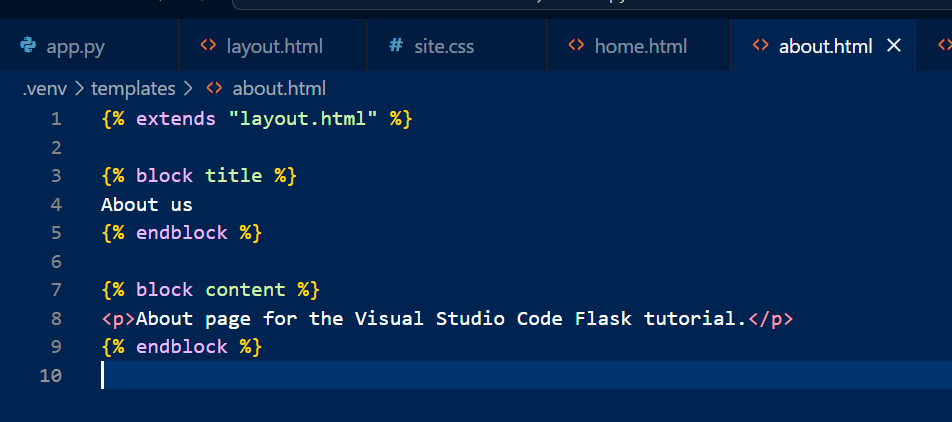 app.py layout.html # site.css home.html about.html
.venv > templates > about.html
1 {% extends "layout.html" %}
2
3 {% block title %}
4 About us
5 {% endblock %}
6
7 {% block content %}
8 <p>About page for the Visual Studio Code Flask tutorial.</p>
9 {% endblock %}
10